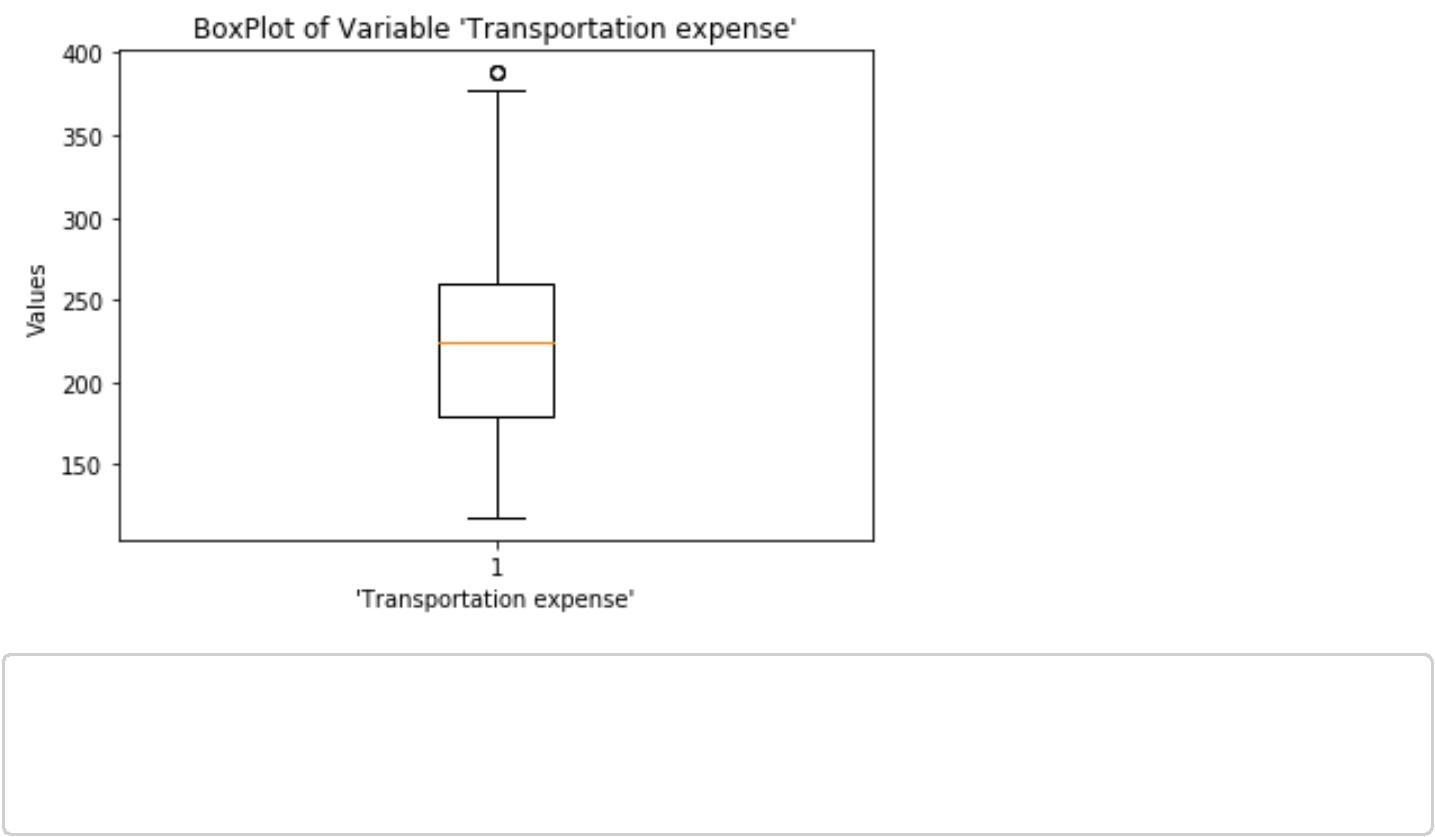 BoxPlot of Variable 'Transportation expense'
400
350
300
250
200
150
Values
1
'Transportation expense'